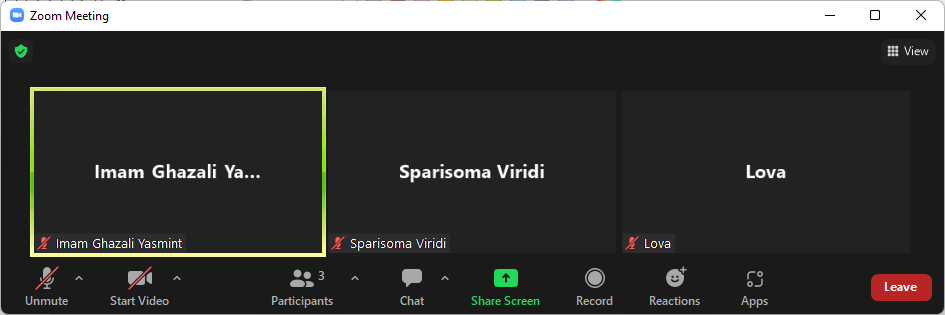 Zoom Meeting
View
Imam Ghazali Ya...
Sparisoma Viridi
Lova
Imam Ghazali Yasmint
Sparisoma Viridi
Lova
3
Unmute
Start Video
Participants
Chat
Share Screen
Record
Reactions
Apps
Leave